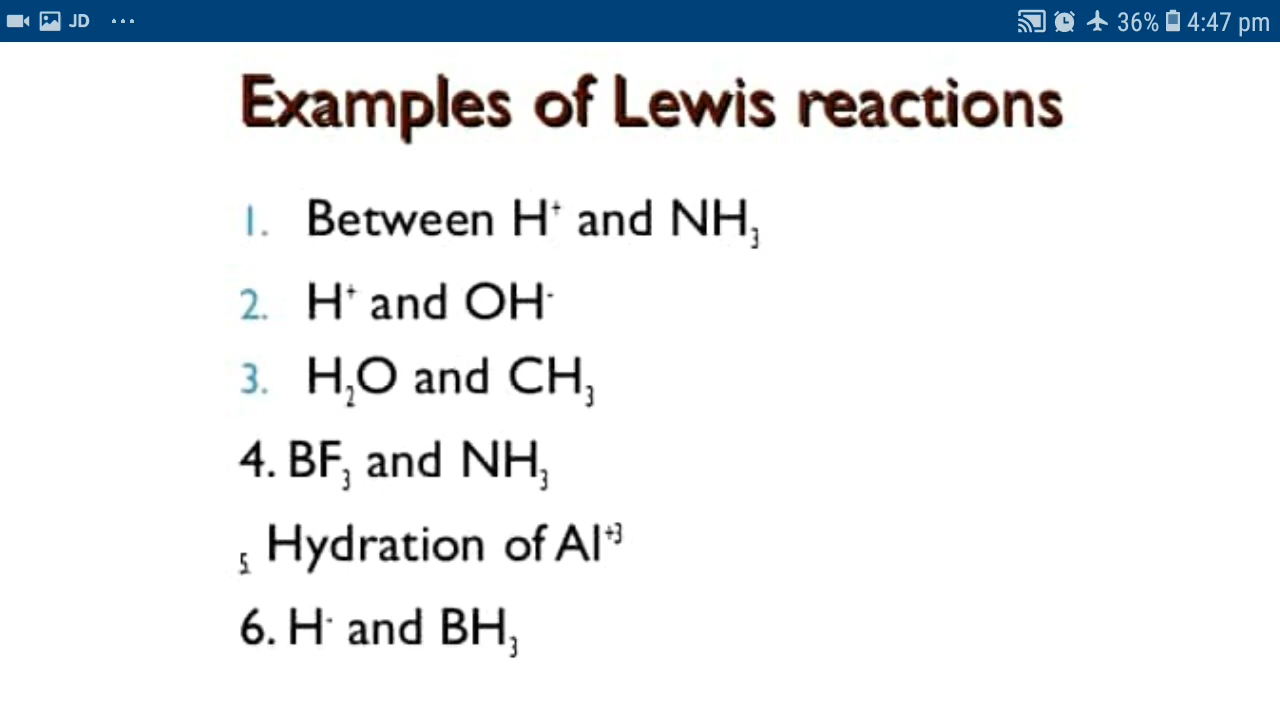 JD ... 36% 4:47 pm
Examples of Lewis reactions
1. Between H⁺ and NH₃
2. H⁺ and OH⁻
3. H₂O and CH₃
4. BF₃ and NH₃
5. Hydration of Al⁺³
6. H⁻ and BH₃